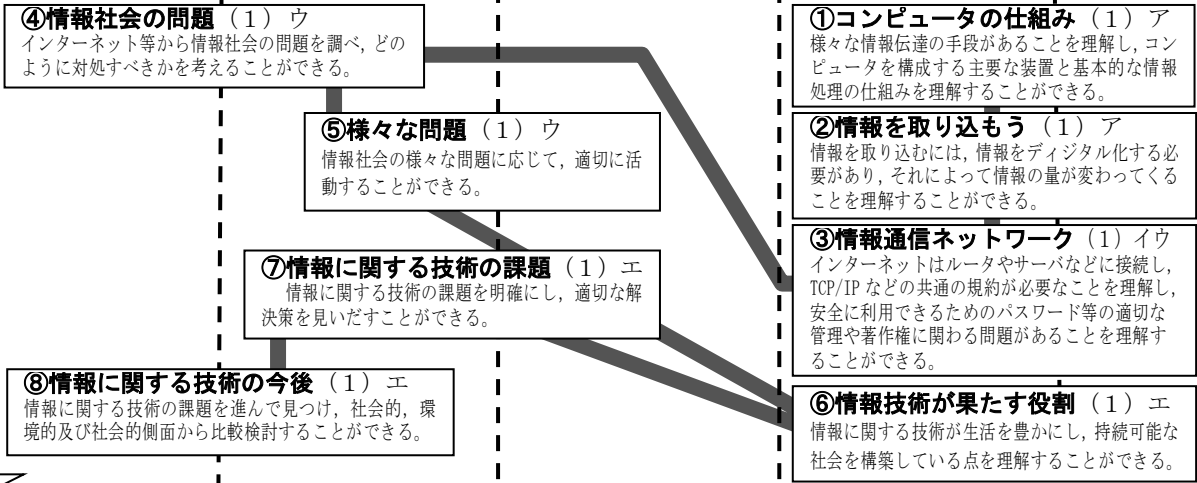 ④情報社会の問題（１）ウ
インターネット等から情報社会の問題を調べ，どの
ように対処すべきかを考えることができる。
⑤様々な問題（１）ウ
情報社会の様々な問題に応じて，適切に活
動することができる。
⑦情報に関する技術の課題（１）エ
情報に関する技術の課題を明確にし，適切な解
決策を見いだすことができる。
⑧情報に関する技術の今後（１）エ
情報に関する技術の課題を進んで見つけ，社会的，環
境的及び社会的側面から比較検討することができる。
①コンピュータの仕組み（１）ア
様々な情報伝達の手段があることを理解し，コン
ピュータを構成する主要な装置と基本的な情報
処理の仕組みを理解することができる。
②情報を取り込もう（１）ア
情報を取り込むには，情報をディジタル化する必
要があり，それによって情報の量が変わってくる
ことを理解することができる。
③情報通信ネットワーク（１）イウ
インターネットはルータやサーバなどに接続し，
TCP/IP などの共通の規約が必要なことを理解し，
安全に利用できるためのパスワード等の適切な
管理や著作権に関わる問題があることを理解す
ることができる。
⑥情報技術が果たす役割（１）エ
情報に関する技術が生活を豊かにし，持続可能な
社会を構築している点を理解することができる。